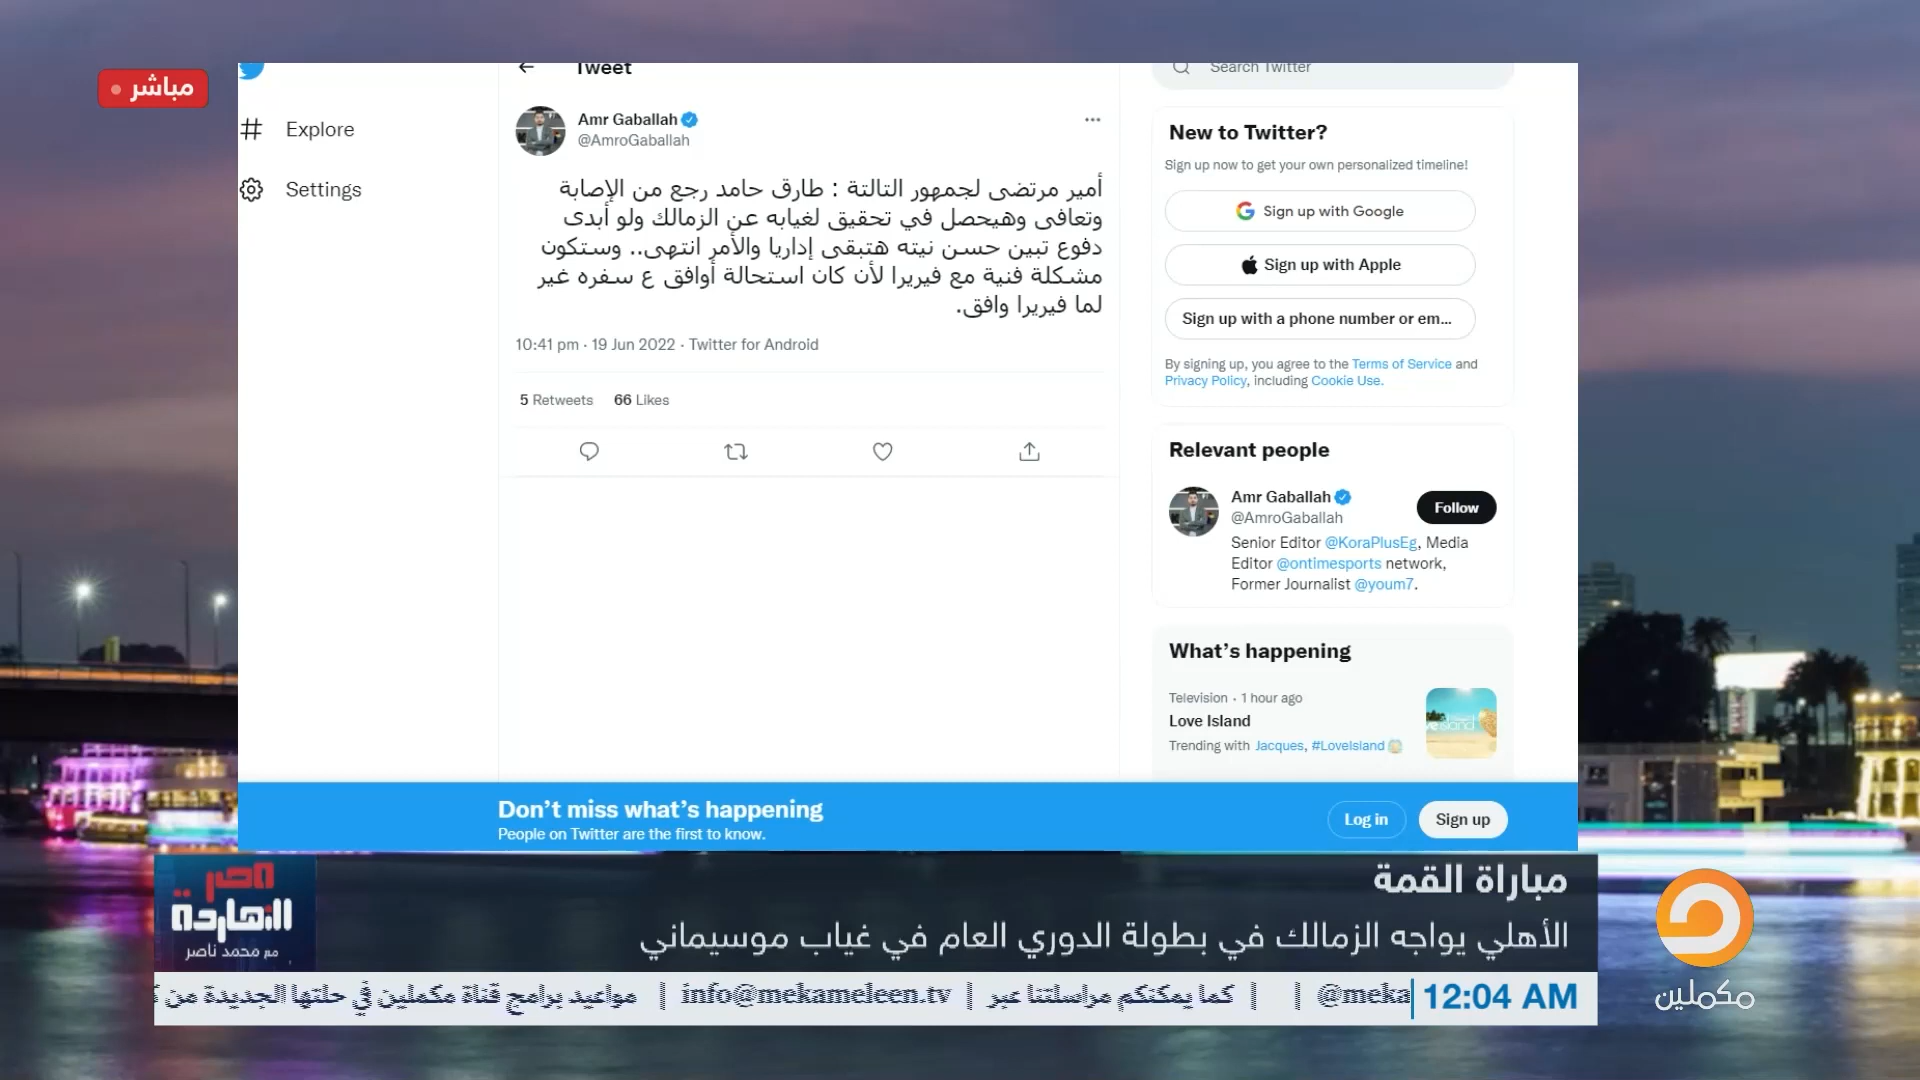 مباشر
Tweet
Search Twitter
Explore
Settings
Amr Gaballah
@AmroGaballah
أمير مرتضى لجمهور التالتة : طارق حامد رجع من الإصابة
وتعافى وهيحصل في تحقيق لغيابه عن الزمالك ولو أبدى
دفوع تبين حسن نيته هتبقى إداريا والأمر انتهى.. وستكون
مشكلة فنية مع فيريرا لأن كان استحالة أوافق ع سفره غير
لما فيريرا وافق.
10:41 pm · 19 Jun 2022 · Twitter for Android
5 Retweets 66 Likes
New to Twitter?
Sign up now to get your own personalized timeline!
Sign up with Google
Sign up with Apple
Sign up with a phone number or em...
By signing up, you agree to the Terms of Service and
Privacy Policy, including Cookie Use.
Relevant people
Amr Gaballah
@AmroGaballah
Follow
Senior Editor @KoraPlusEg, Media
Editor @ontimesports network,
Former Journalist @youm7.
What's happening
Television · 1 hour ago
Love Island
Trending with Jacques, #LoveIsland
Don't miss what's happening
People on Twitter are the first to know.
Log in
Sign up
مصر
النهاردة
مع محمد ناصر
مباراة القمة
الأهلي يواجه الزمالك في بطولة الدوري العام في غياب موسيماني
@meka | | كما يمكنكم مراسلتنا عبر | info@mekameleen.tv | مواعيد برامج قناة مكملين في حلتها الجديدة من
12:04 AM
مكملين